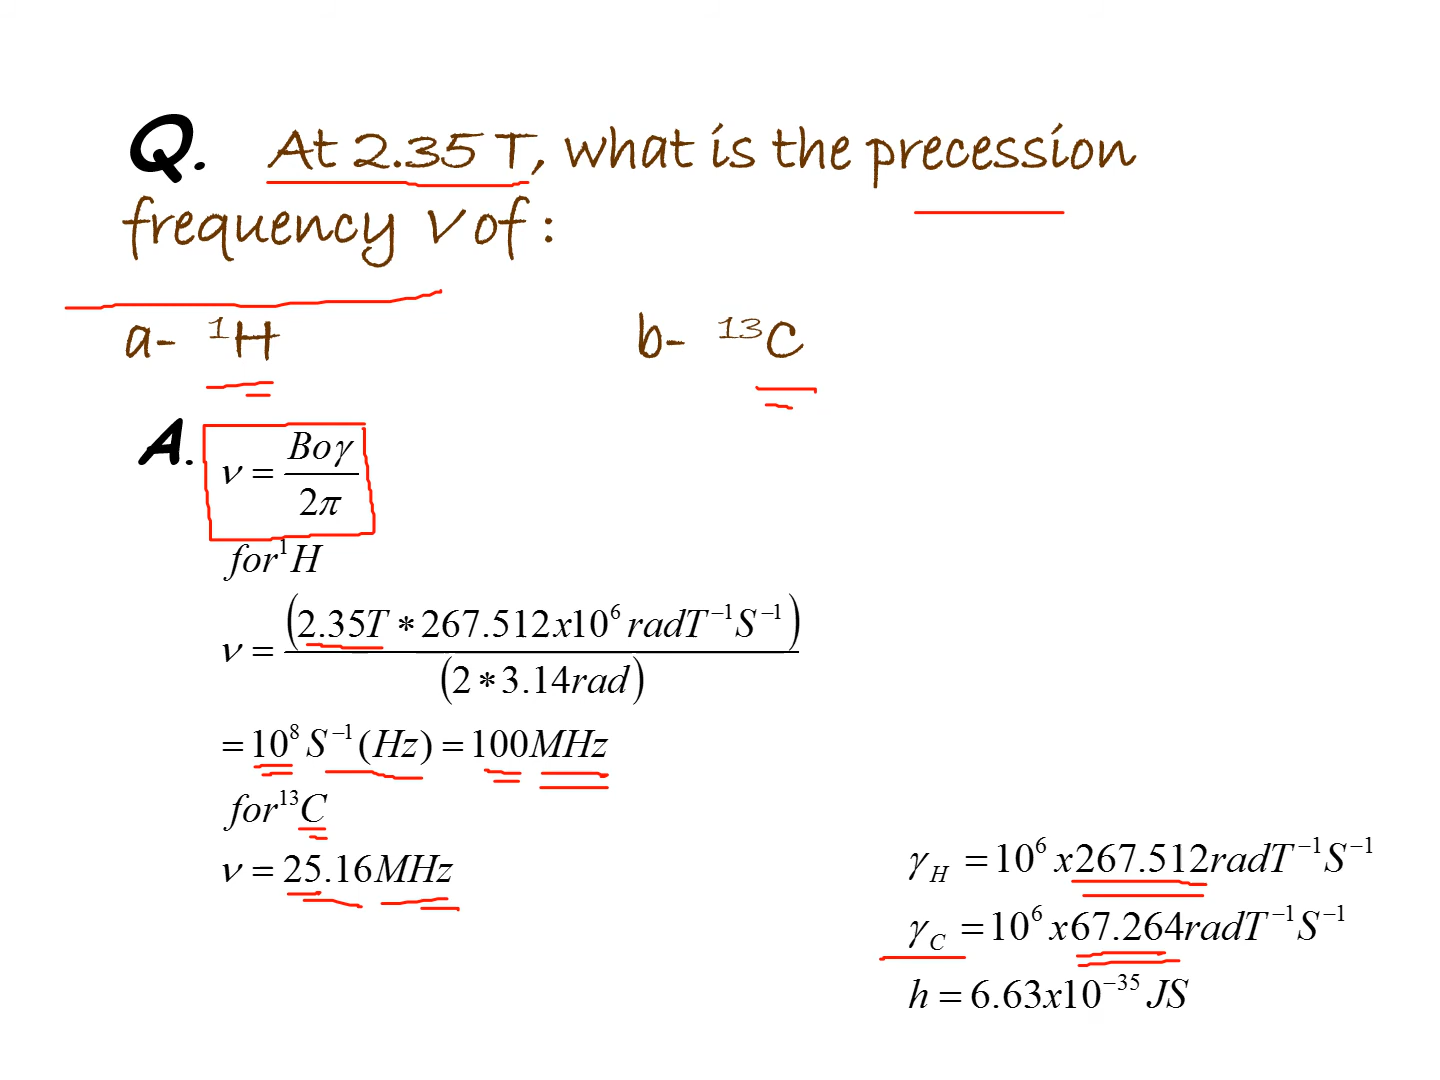 Q. At 2.35 T, what is the precession
frequency ν of :
a- ¹H b- ¹³C
A. ν = Boγ / 2π
for ¹H
ν = (2.35T * 267.512x10⁶ radT⁻¹S⁻¹) / (2 * 3.14rad)
= 10⁸ S⁻¹(Hz) = 100MHz
for ¹³C
ν = 25.16MHz
γ_H = 10⁶ x267.512radT⁻¹S⁻¹
γ_C = 10⁶ x67.264radT⁻¹S⁻¹
h = 6.63x10⁻³⁵ JS